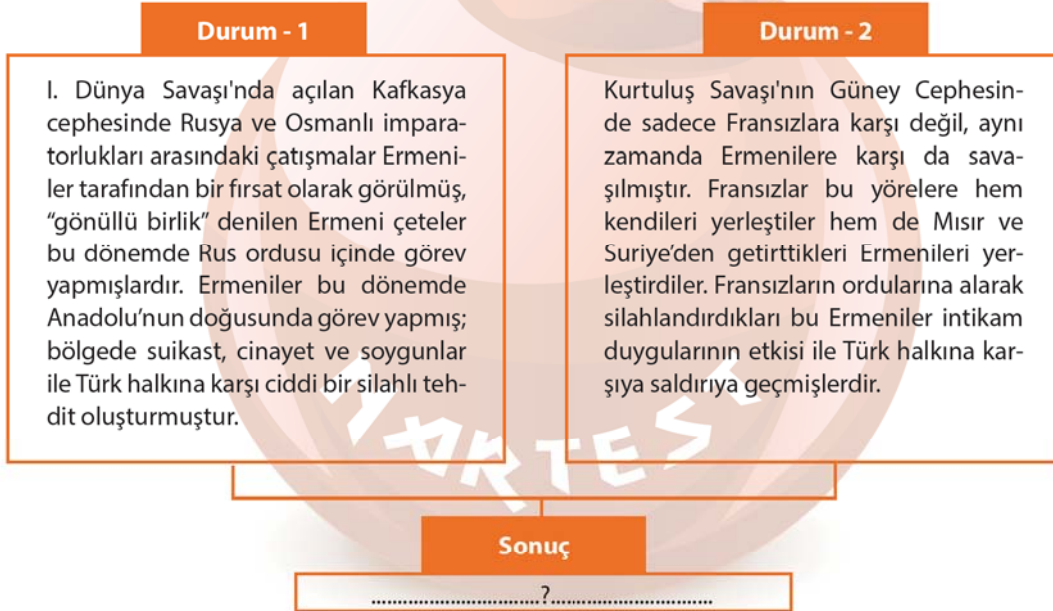 Durum - 1
I. Dünya Savaşı'nda açılan Kafkasya
cephesinde Rusya ve Osmanlı impara-
torlukları arasındaki çatışmalar Ermeni-
ler tarafından bir fırsat olarak görülmüş,
“gönüllü birlik” denilen Ermeni çeteler
bu dönemde Rus ordusu içinde görev
yapmışlardır. Ermeniler bu dönemde
Anadolu’nun doğusunda görev yapmış;
bölgede suikast, cinayet ve soygunlar
ile Türk halkına karşı ciddi bir silahlı teh-
dit oluşturmuştur.
Durum - 2
Kurtuluş Savaşı'nın Güney Cephesin-
de sadece Fransızlara karşı değil, aynı
zamanda Ermenilere karşı da sava-
şılmıştır. Fransızlar bu yörelere hem
kendileri yerleştiler hem de Mısır ve
Suriye’den getirttikleri Ermenileri yer-
leştirdiler. Fransızların ordularına alarak
silahlandırdıkları bu Ermeniler intikam
duygularının etkisi ile Türk halkına kar-
şıya saldırıya geçmişlerdir.
MARTEST
Sonuç
..............................?.............................